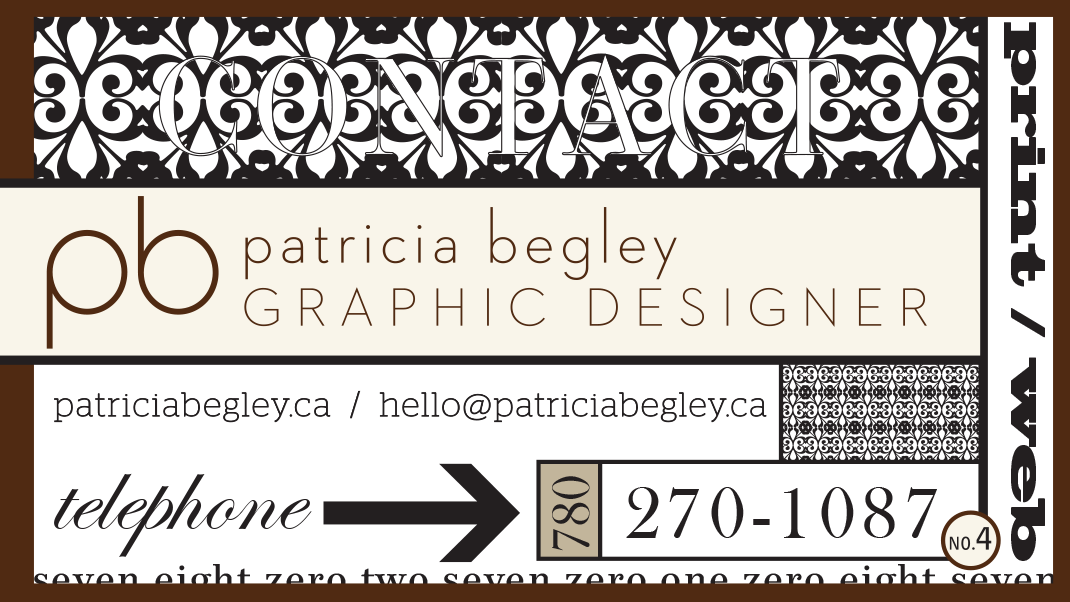 CONTACT
pb
patricia begley
GRAPHIC DESIGNER
patriciabegley.ca / hello@patriciabegley.ca
telephone
780
270-1087
NO.4
seven eight zero two seven zero one zero eight seven
print / web